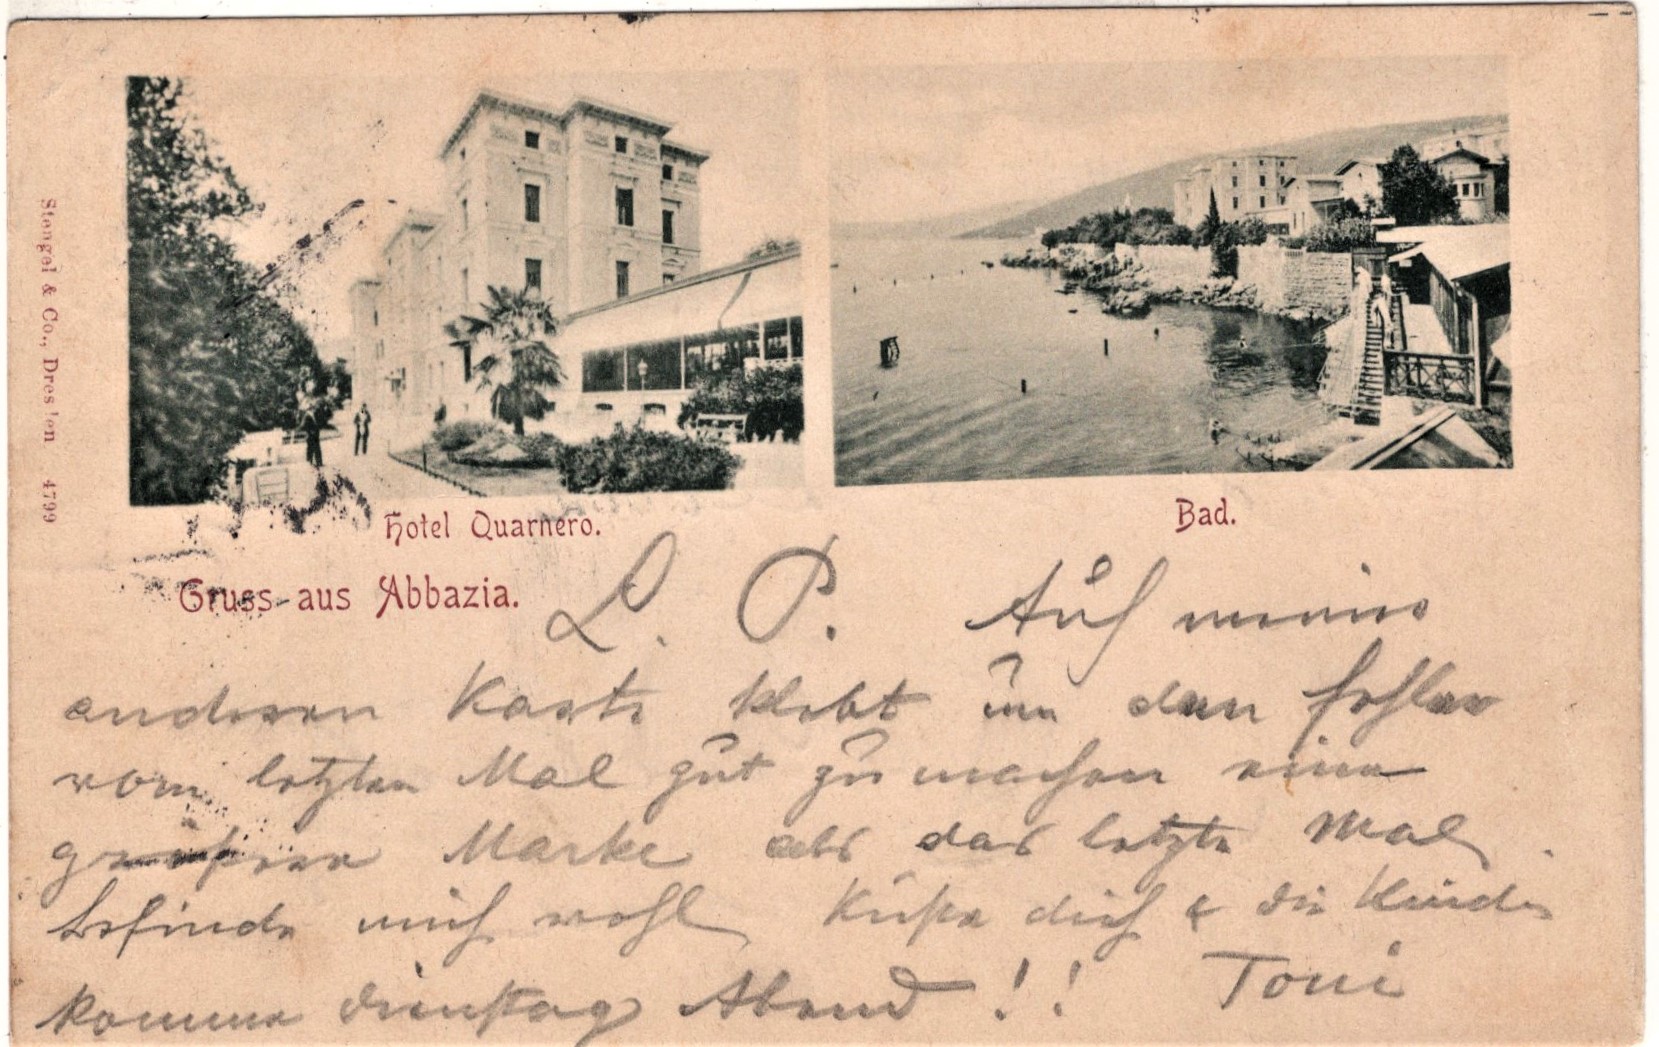 Stengel & Co., Dresden 4799
Hotel Quarnero.
Bad.
Gruss aus Abbazia.
L. P. Auf meine
anderen Karte klebt um den Fehler
vom letzten Mal gut zu machen eine
größere Marke als das letzte Mal.
Befinde mich wohl Küße dich & die Kinder
komme Dienstag Abend!! Toni